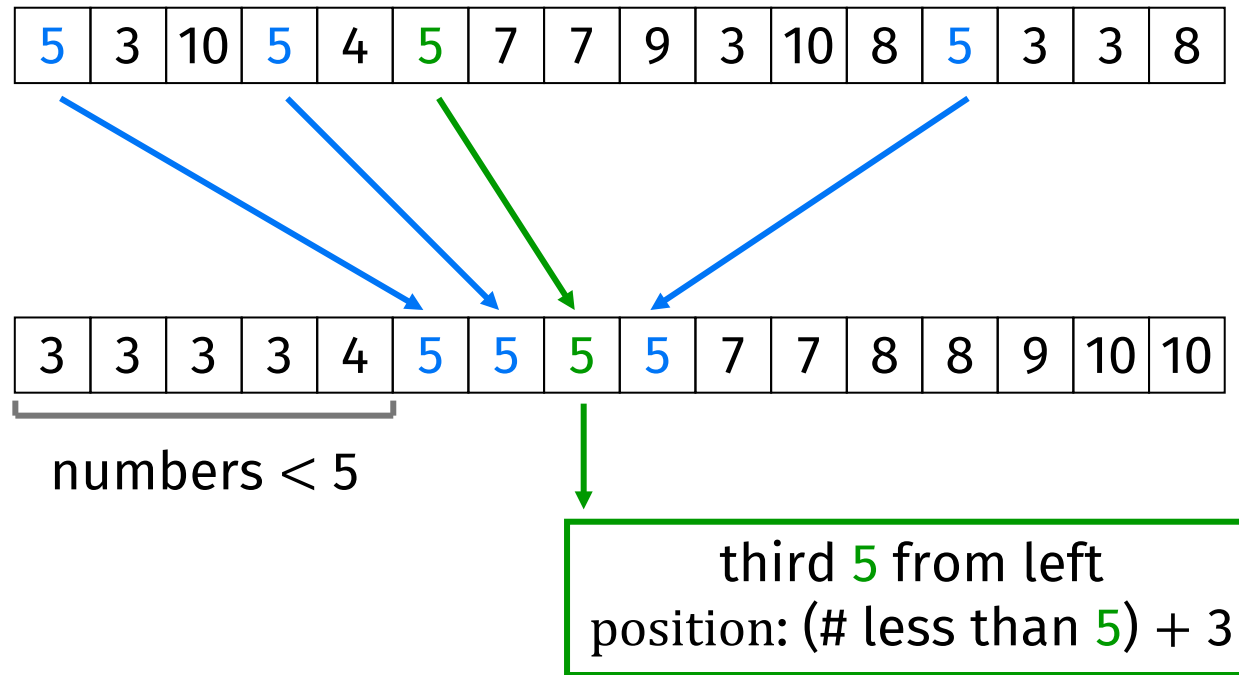 5 3 10 5 4 5 7 7 9 3 10 8 5 3 3 8
3 3 3 3 4 5 5 5 5 7 7 8 8 9 10 10
numbers < 5
third 5 from left
position: (# less than 5) + 3